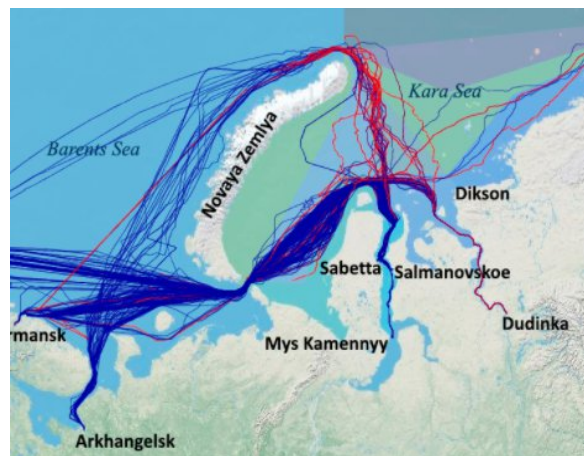 Kara Sea
Barents Sea
Novaya Zemlya
Dikson
Sabetta
Salmanovskoe
Dudinka
rmansk
Mys Kamennyy
Arkhangelsk